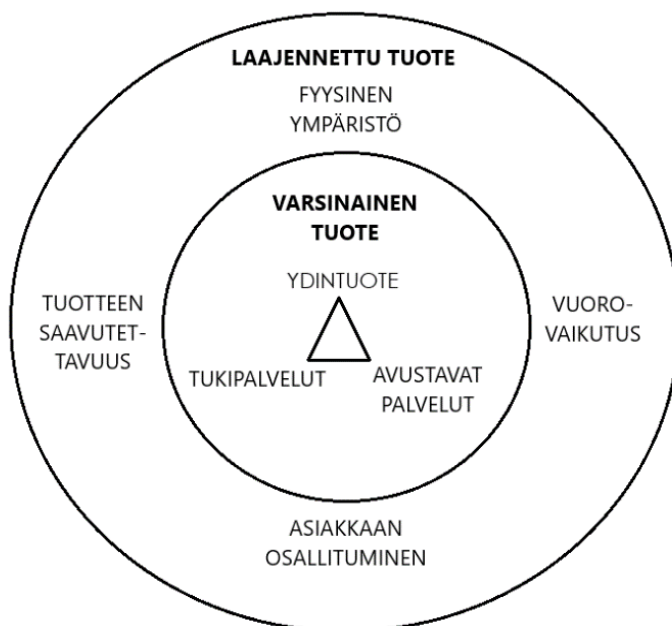 LAAJENNETTU TUOTE
FYYSINEN
YMPÄRISTÖ
VARSINAINEN
TUOTE
YDINTUOTE
TUOTTEEN
SAAVUTET-
TAVUUS
VUORO-
VAIKUTUS
TUKIPALVELUT
AVUSTAVAT
PALVELUT
ASIAKKAAN
OSALLITUMINEN